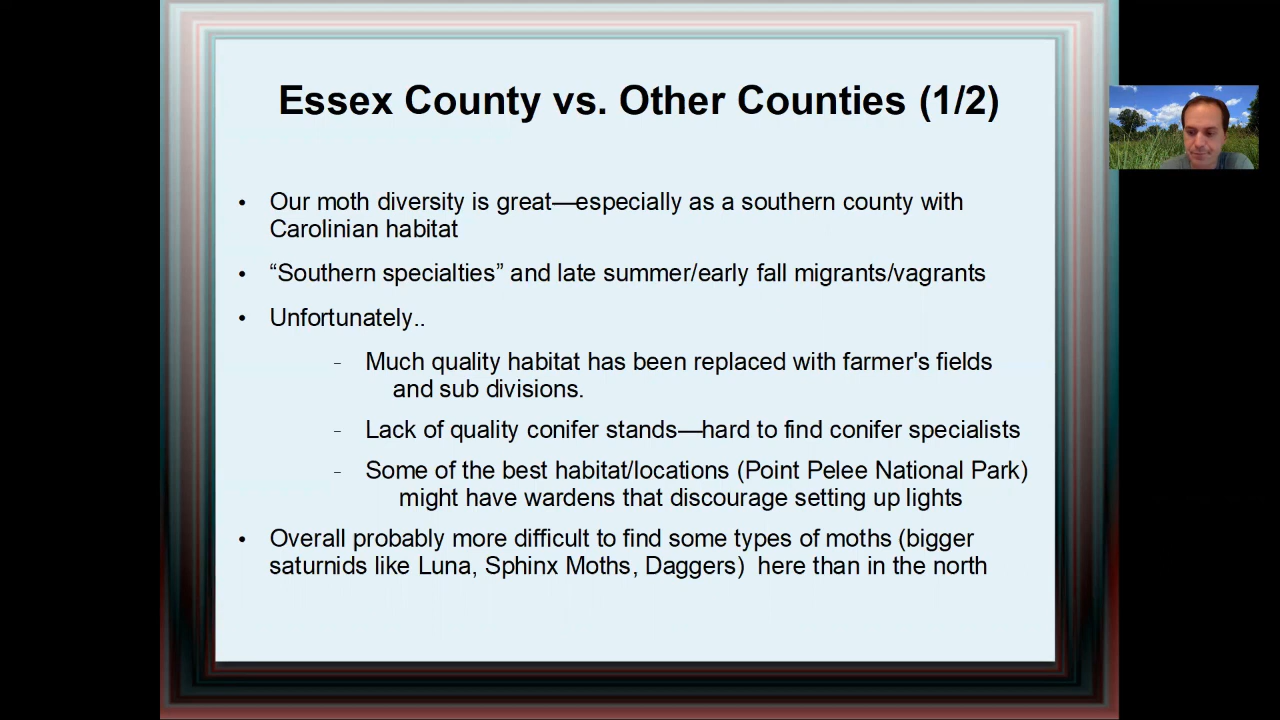 Essex County vs. Other Counties (1/2)
• Our moth diversity is great—especially as a southern county with
Carolinian habitat
• “Southern specialties” and late summer/early fall migrants/vagrants
• Unfortunately..
– Much quality habitat has been replaced with farmer's fields
and sub divisions.
– Lack of quality conifer stands—hard to find conifer specialists
– Some of the best habitat/locations (Point Pelee National Park)
might have wardens that discourage setting up lights
• Overall probably more difficult to find some types of moths (bigger
saturnids like Luna, Sphinx Moths, Daggers)  here than in the north